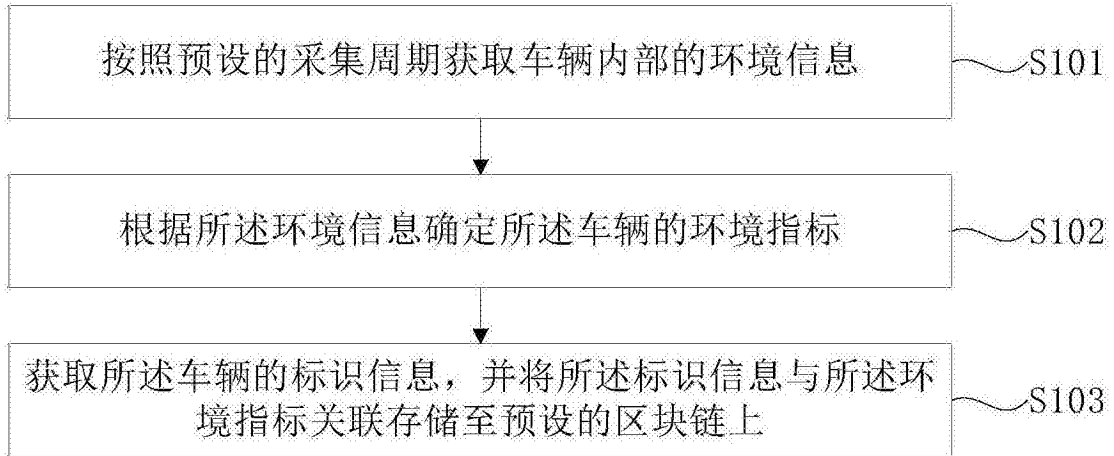 按照预设的采集周期获取车辆内部的环境信息
S101
根据所述环境信息确定所述车辆的环境指标
S102
获取所述车辆的标识信息，并将所述标识信息与所述环
境指标关联存储至预设的区块链上
S103